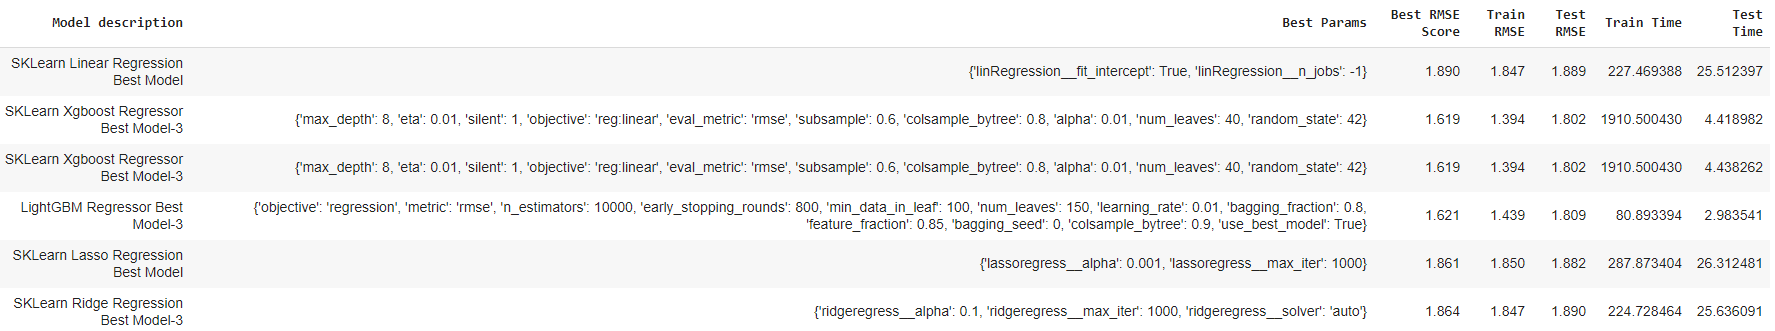 Model description Best Params Best RMSE Score Train RMSE Test RMSE Train Time Test Time
SKLearn Linear Regression Best Model {'linRegression__fit_intercept': True, 'linRegression__n_jobs': -1} 1.890 1.847 1.889 227.469388 25.512397
SKLearn Xgboost Regressor Best Model-3 {'max_depth': 8, 'eta': 0.01, 'silent': 1, 'objective': 'reg:linear', 'eval_metric': 'rmse', 'subsample': 0.6, 'colsample_bytree': 0.8, 'alpha': 0.01, 'num_leaves': 40, 'random_state': 42} 1.619 1.394 1.802 1910.500430 4.418982
SKLearn Xgboost Regressor Best Model-3 {'max_depth': 8, 'eta': 0.01, 'silent': 1, 'objective': 'reg:linear', 'eval_metric': 'rmse', 'subsample': 0.6, 'colsample_bytree': 0.8, 'alpha': 0.01, 'num_leaves': 40, 'random_state': 42} 1.619 1.394 1.802 1910.500430 4.438262
LightGBM Regressor Best Model-3 {'objective': 'regression', 'metric': 'rmse', 'n_estimators': 10000, 'early_stopping_rounds': 800, 'min_data_in_leaf': 100, 'num_leaves': 150, 'learning_rate': 0.01, 'bagging_fraction': 0.8, 'feature_fraction': 0.85, 'bagging_seed': 0, 'colsample_bytree': 0.9, 'use_best_model': True} 1.621 1.439 1.809 80.893394 2.983541
SKLearn Lasso Regression Best Model {'lassoregress__alpha': 0.001, 'lassoregress__max_iter': 1000} 1.861 1.850 1.882 287.873404 26.312481
SKLearn Ridge Regression Best Model-3 {'ridgeregress__alpha': 0.1, 'ridgeregress__max_iter': 1000, 'ridgeregress__solver': 'auto'} 1.864 1.847 1.890 224.728464 25.636091